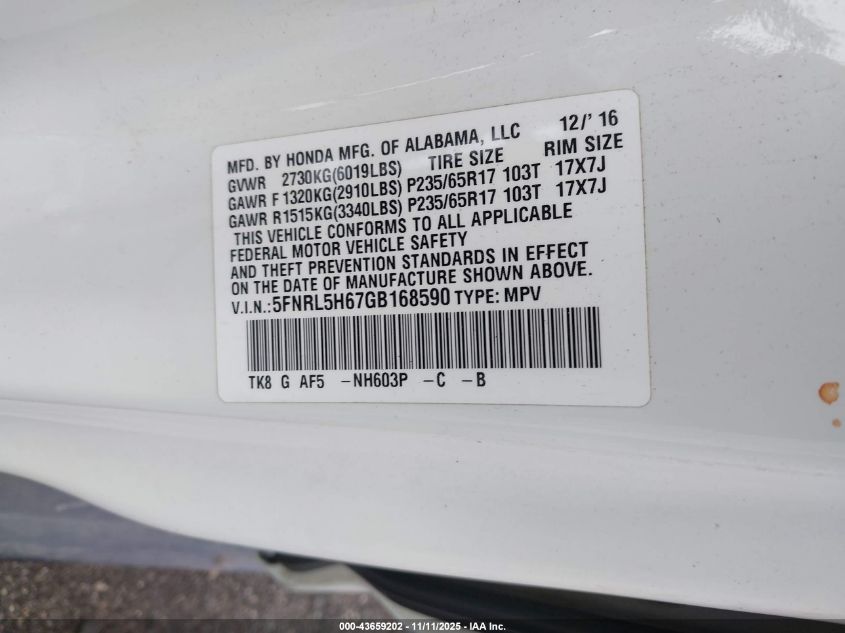 MFD. BY HONDA MFG. OF ALABAMA, LLC 12/' 16
GVWR 2730KG(6019LBS) TIRE SIZE RIM SIZE
GAWR F 1320KG(2910LBS) P235/65R17 103T 17X7J
GAWR R1515KG(3340LBS) P235/65R17 103T 17X7J
THIS VEHICLE CONFORMS TO ALL APPLICABLE
FEDERAL MOTOR VEHICLE SAFETY
AND THEFT PREVENTION STANDARDS IN EFFECT
ON THE DATE OF MANUFACTURE SHOWN ABOVE.
V.I.N.:5FNRL5H67GB168590 TYPE: MPV
TK8 G AF5 -NH603P -C -B
000-43659202 - 11/11/2025 - IAA Inc.